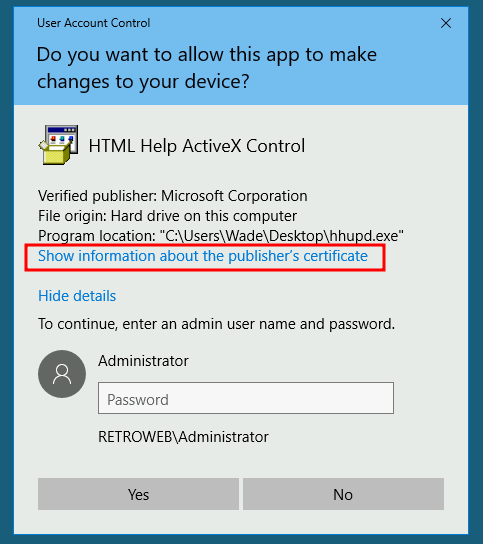 User Account Control
Do you want to allow this app to make
changes to your device?
HTML Help ActiveX Control
Verified publisher: Microsoft Corporation
File origin: Hard drive on this computer
Program location: "C:\Users\Wade\Desktop\hhupd.exe"
Show information about the publisher's certificate
Hide details
To continue, enter an admin user name and password.
Administrator
Password
RETROWEB\Administrator
Yes
No